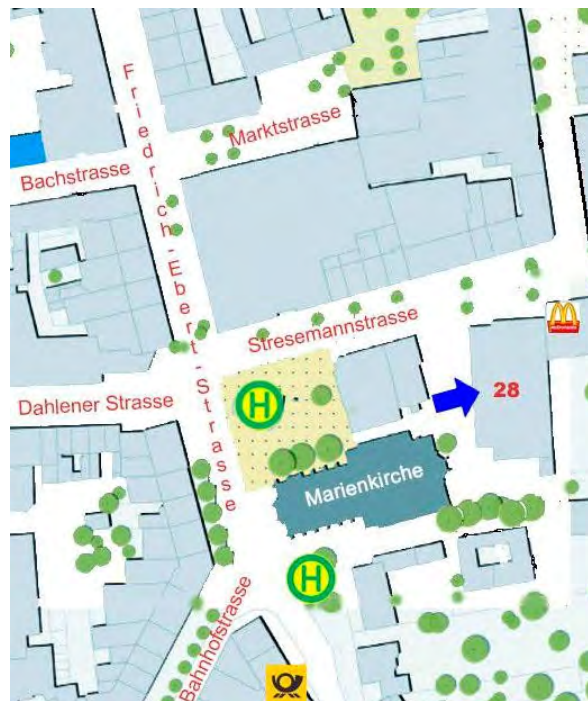 Marktstrasse
Bachstrasse
Friedrich-Ebert-Strasse
Stresemannstrasse
Dahlener Strasse
28
H
Marienkirche
H
Bahnhofstrasse